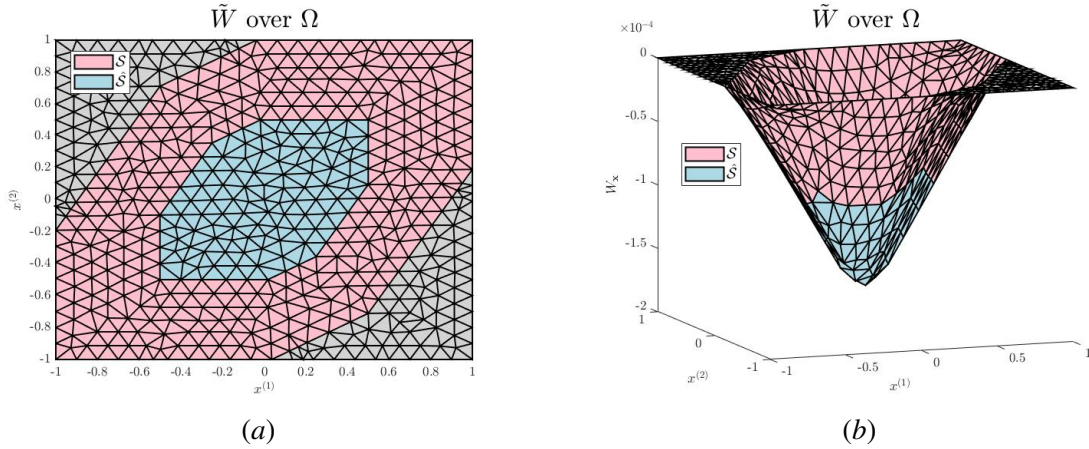 W̃ over Ω
1
0.8
0.6
0.4
0.2
0
-0.2
-0.4
-0.6
-0.8
-1
x⁽²⁾
𝒮
𝒮̂
-1 -0.8 -0.6 -0.4 -0.2 0 0.2 0.4 0.6 0.8 1
x⁽¹⁾
(a)
W̃ over Ω
×10⁻⁴
0
-0.5
-1
-1.5
-2
W𝐱
𝒮
𝒮̂
1
0
-1
x⁽²⁾
-1 -0.5 0 0.5 1
x⁽¹⁾
(b)